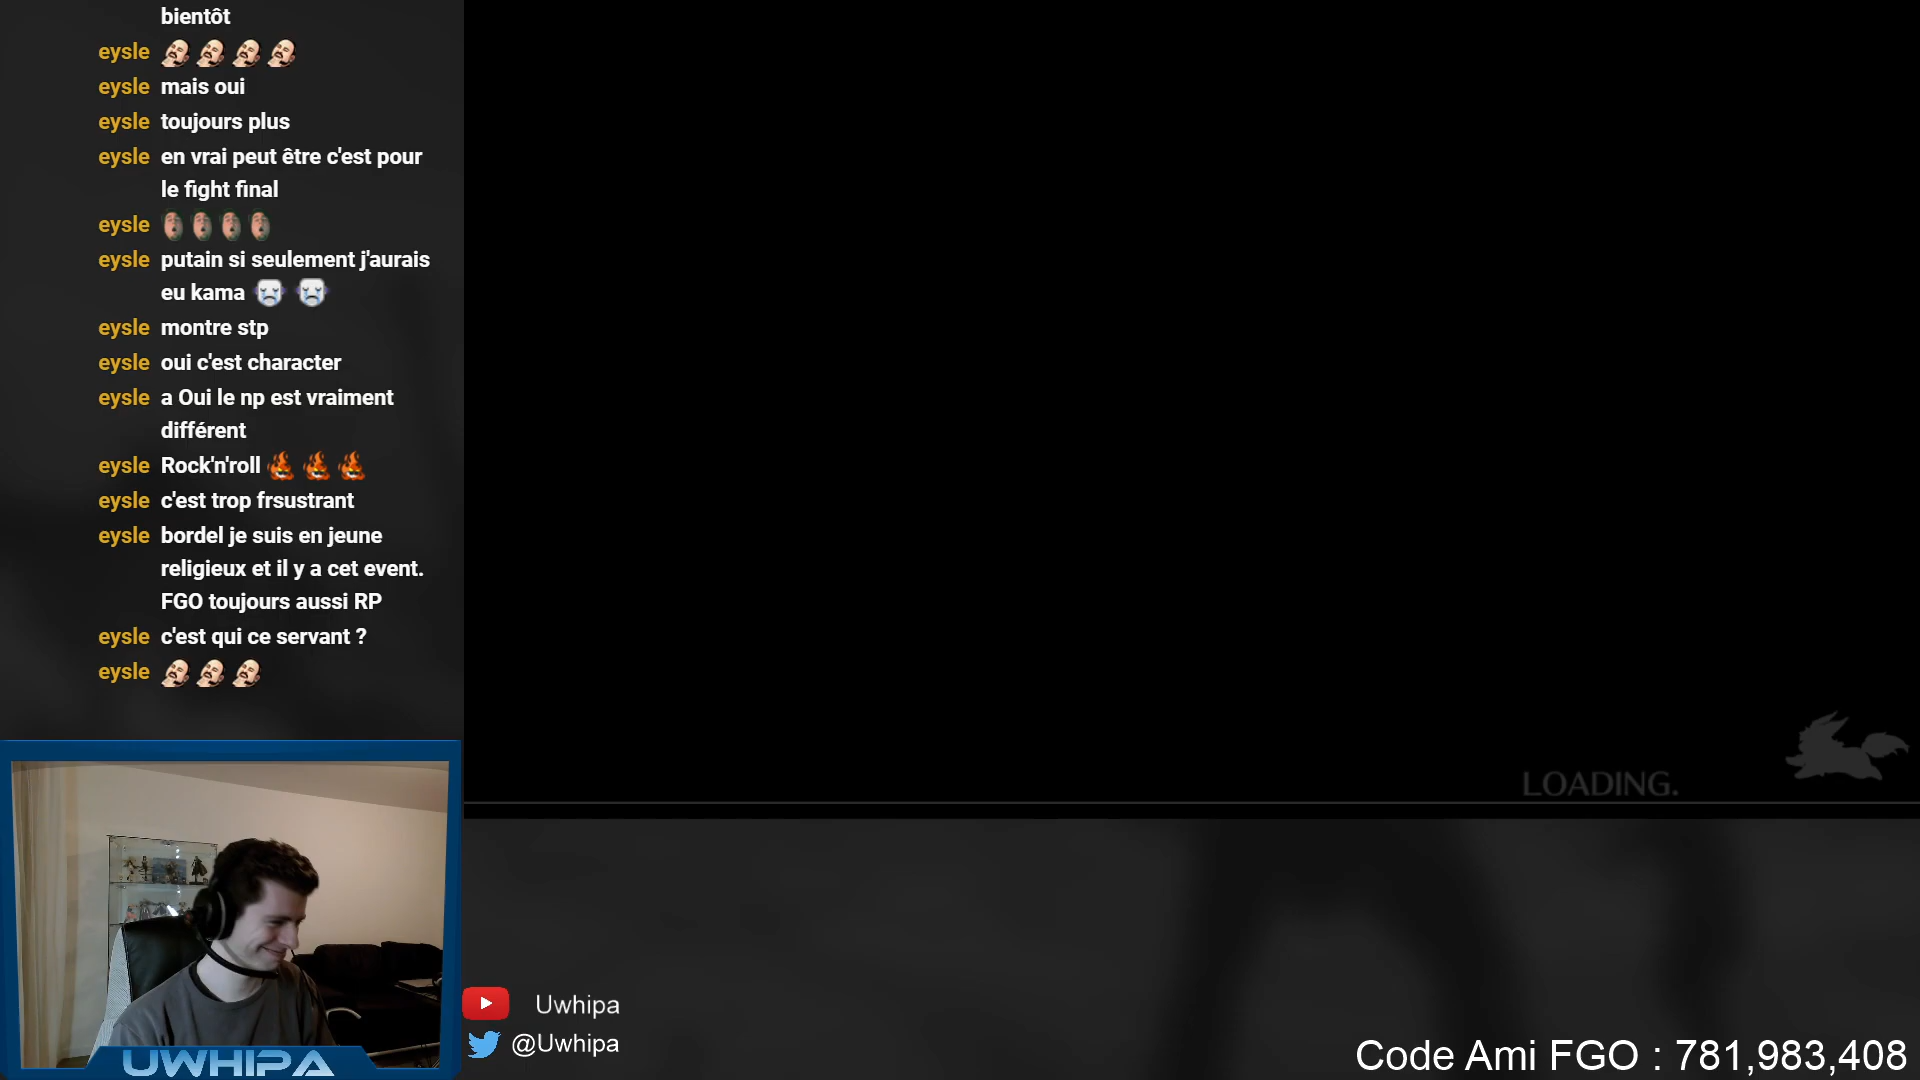 bientôt
eysle
eysle mais oui
eysle toujours plus
eysle en vrai peut être c'est pour
le fight final
eysle
eysle putain si seulement j'aurais
eu kama
eysle montre stp
eysle oui c'est character
eysle a Oui le np est vraiment
différent
eysle Rock'n'roll
eysle c'est trop frsustrant
eysle bordel je suis en jeune
religieux et il y a cet event.
FGO toujours aussi RP
eysle c'est qui ce servant ?
eysle
LOADING.
UWHIPA
Uwhipa
@Uwhipa
Code Ami FGO : 781,983,408